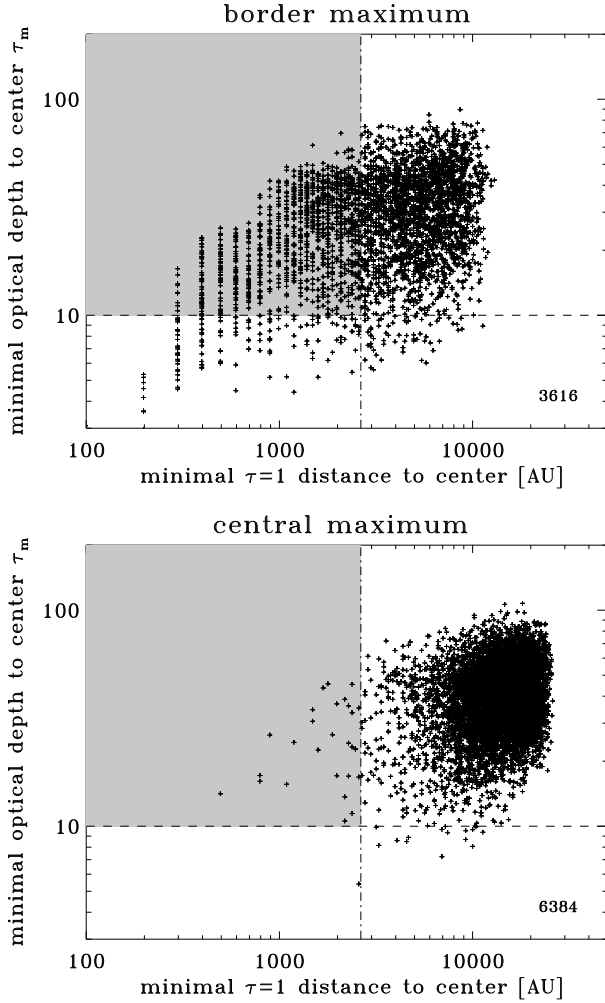 border maximum
minimal optical depth to center τm
100
10
3616
100 1000 10000
minimal τ=1 distance to center [AU]
central maximum
minimal optical depth to center τm
100
10
6384
100 1000 10000
minimal τ=1 distance to center [AU]